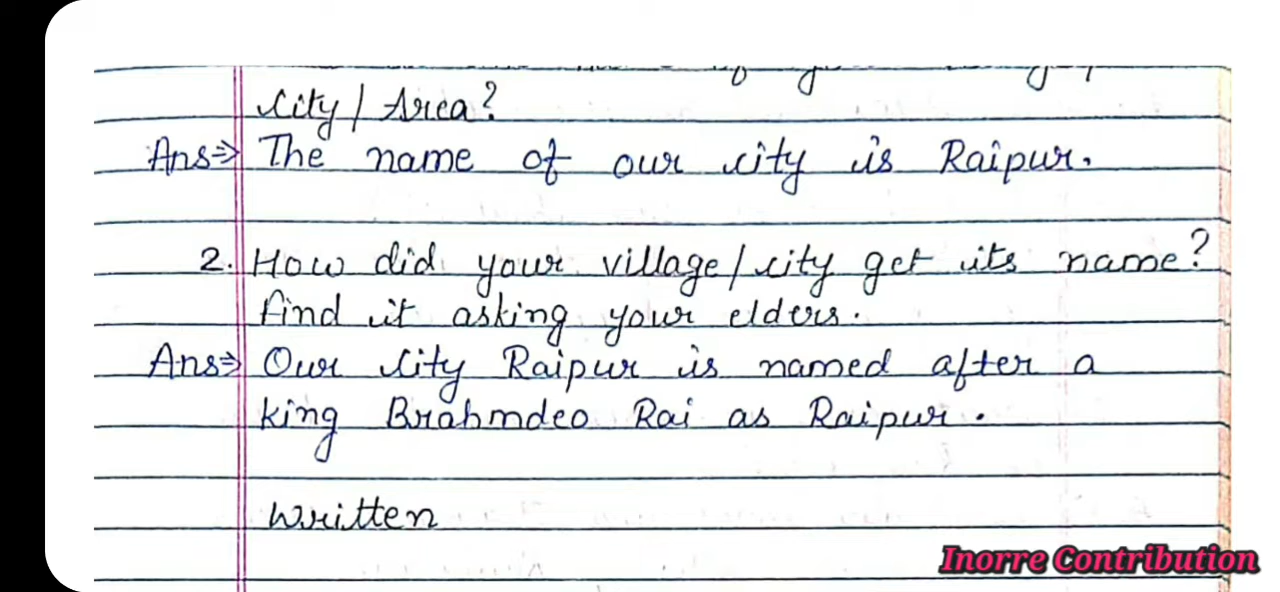 City/Area?
Ans⇒ The name of our city is Raipur.
2. How did your village/city get its name?
find it asking your elders.
Ans⇒ Our city Raipur is named after a
king Brahmdeo Rai as Raipur.
Written
Inorre Contribution